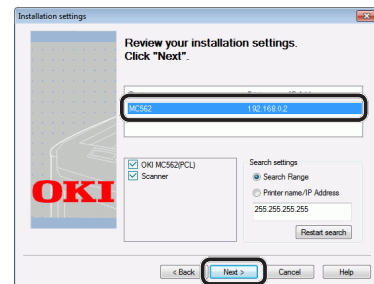 Installation settings
Review your installation settings.
Click "Next".
MC562 192.168.0.2
OKI MC562(PCL)
Scanner
Search settings
Search Range
Printer name/IP Address
255.255.255.255
Restart search
OKI
< Back Next > Cancel Help